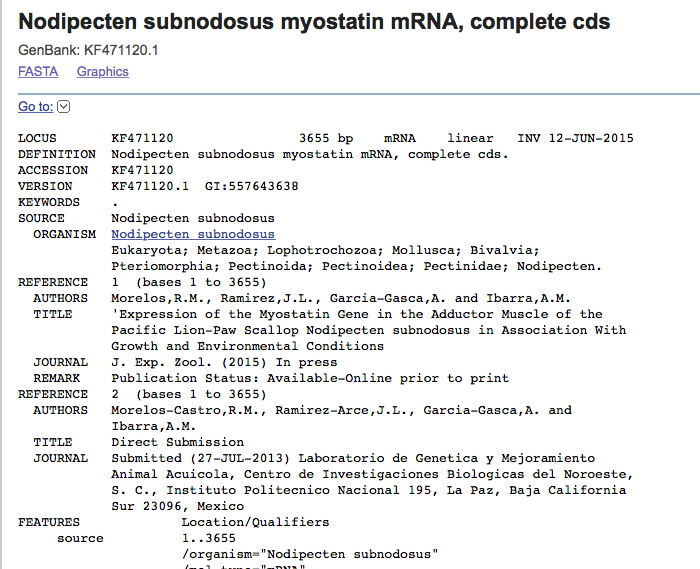 Nodipecten subnodosus myostatin mRNA, complete cds
GenBank: KF471120.1
FASTA Graphics
Go to:
LOCUS KF471120 3655 bp mRNA linear INV 12-JUN-2015
DEFINITION Nodipecten subnodosus myostatin mRNA, complete cds.
ACCESSION KF471120
VERSION KF471120.1 GI:557643638
KEYWORDS .
SOURCE Nodipecten subnodosus
ORGANISM Nodipecten subnodosus
Eukaryota; Metazoa; Lophotrochozoa; Mollusca; Bivalvia;
Pteriomorphia; Pectinoida; Pectinoidea; Pectinidae; Nodipecten.
REFERENCE 1 (bases 1 to 3655)
AUTHORS Morelos,R.M., Ramirez,J.L., Garcia-Gasca,A. and Ibarra,A.M.
TITLE 'Expression of the Myostatin Gene in the Adductor Muscle of the
Pacific Lion-Paw Scallop Nodipecten subnodosus in Association With
Growth and Environmental Conditions
JOURNAL J. Exp. Zool. (2015) In press
REMARK Publication Status: Available-Online prior to print
REFERENCE 2 (bases 1 to 3655)
AUTHORS Morelos-Castro,R.M., Ramirez-Arce,J.L., Garcia-Gasca,A. and
Ibarra,A.M.
TITLE Direct Submission
JOURNAL Submitted (27-JUL-2013) Laboratorio de Genetica y Mejoramiento
Animal Acuicola, Centro de Investigaciones Biologicas del Noroeste,
S. C., Instituto Politecnico Nacional 195, La Paz, Baja California
Sur 23096, Mexico
FEATURES Location/Qualifiers
source 1..3655
/organism="Nodipecten subnodosus"
/mol_type="mRNA"